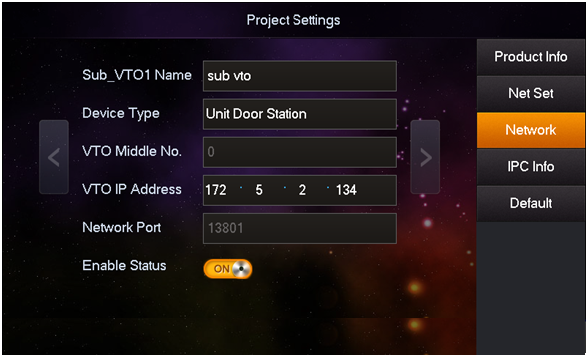 Project Settings
Sub_VTO1 Name sub vto
Device Type Unit Door Station
VTO Middle No. 0
VTO IP Address 172 . 5 . 2 . 134
Network Port 13801
Enable Status ON
Product Info
Net Set
Network
IPC Info
Default